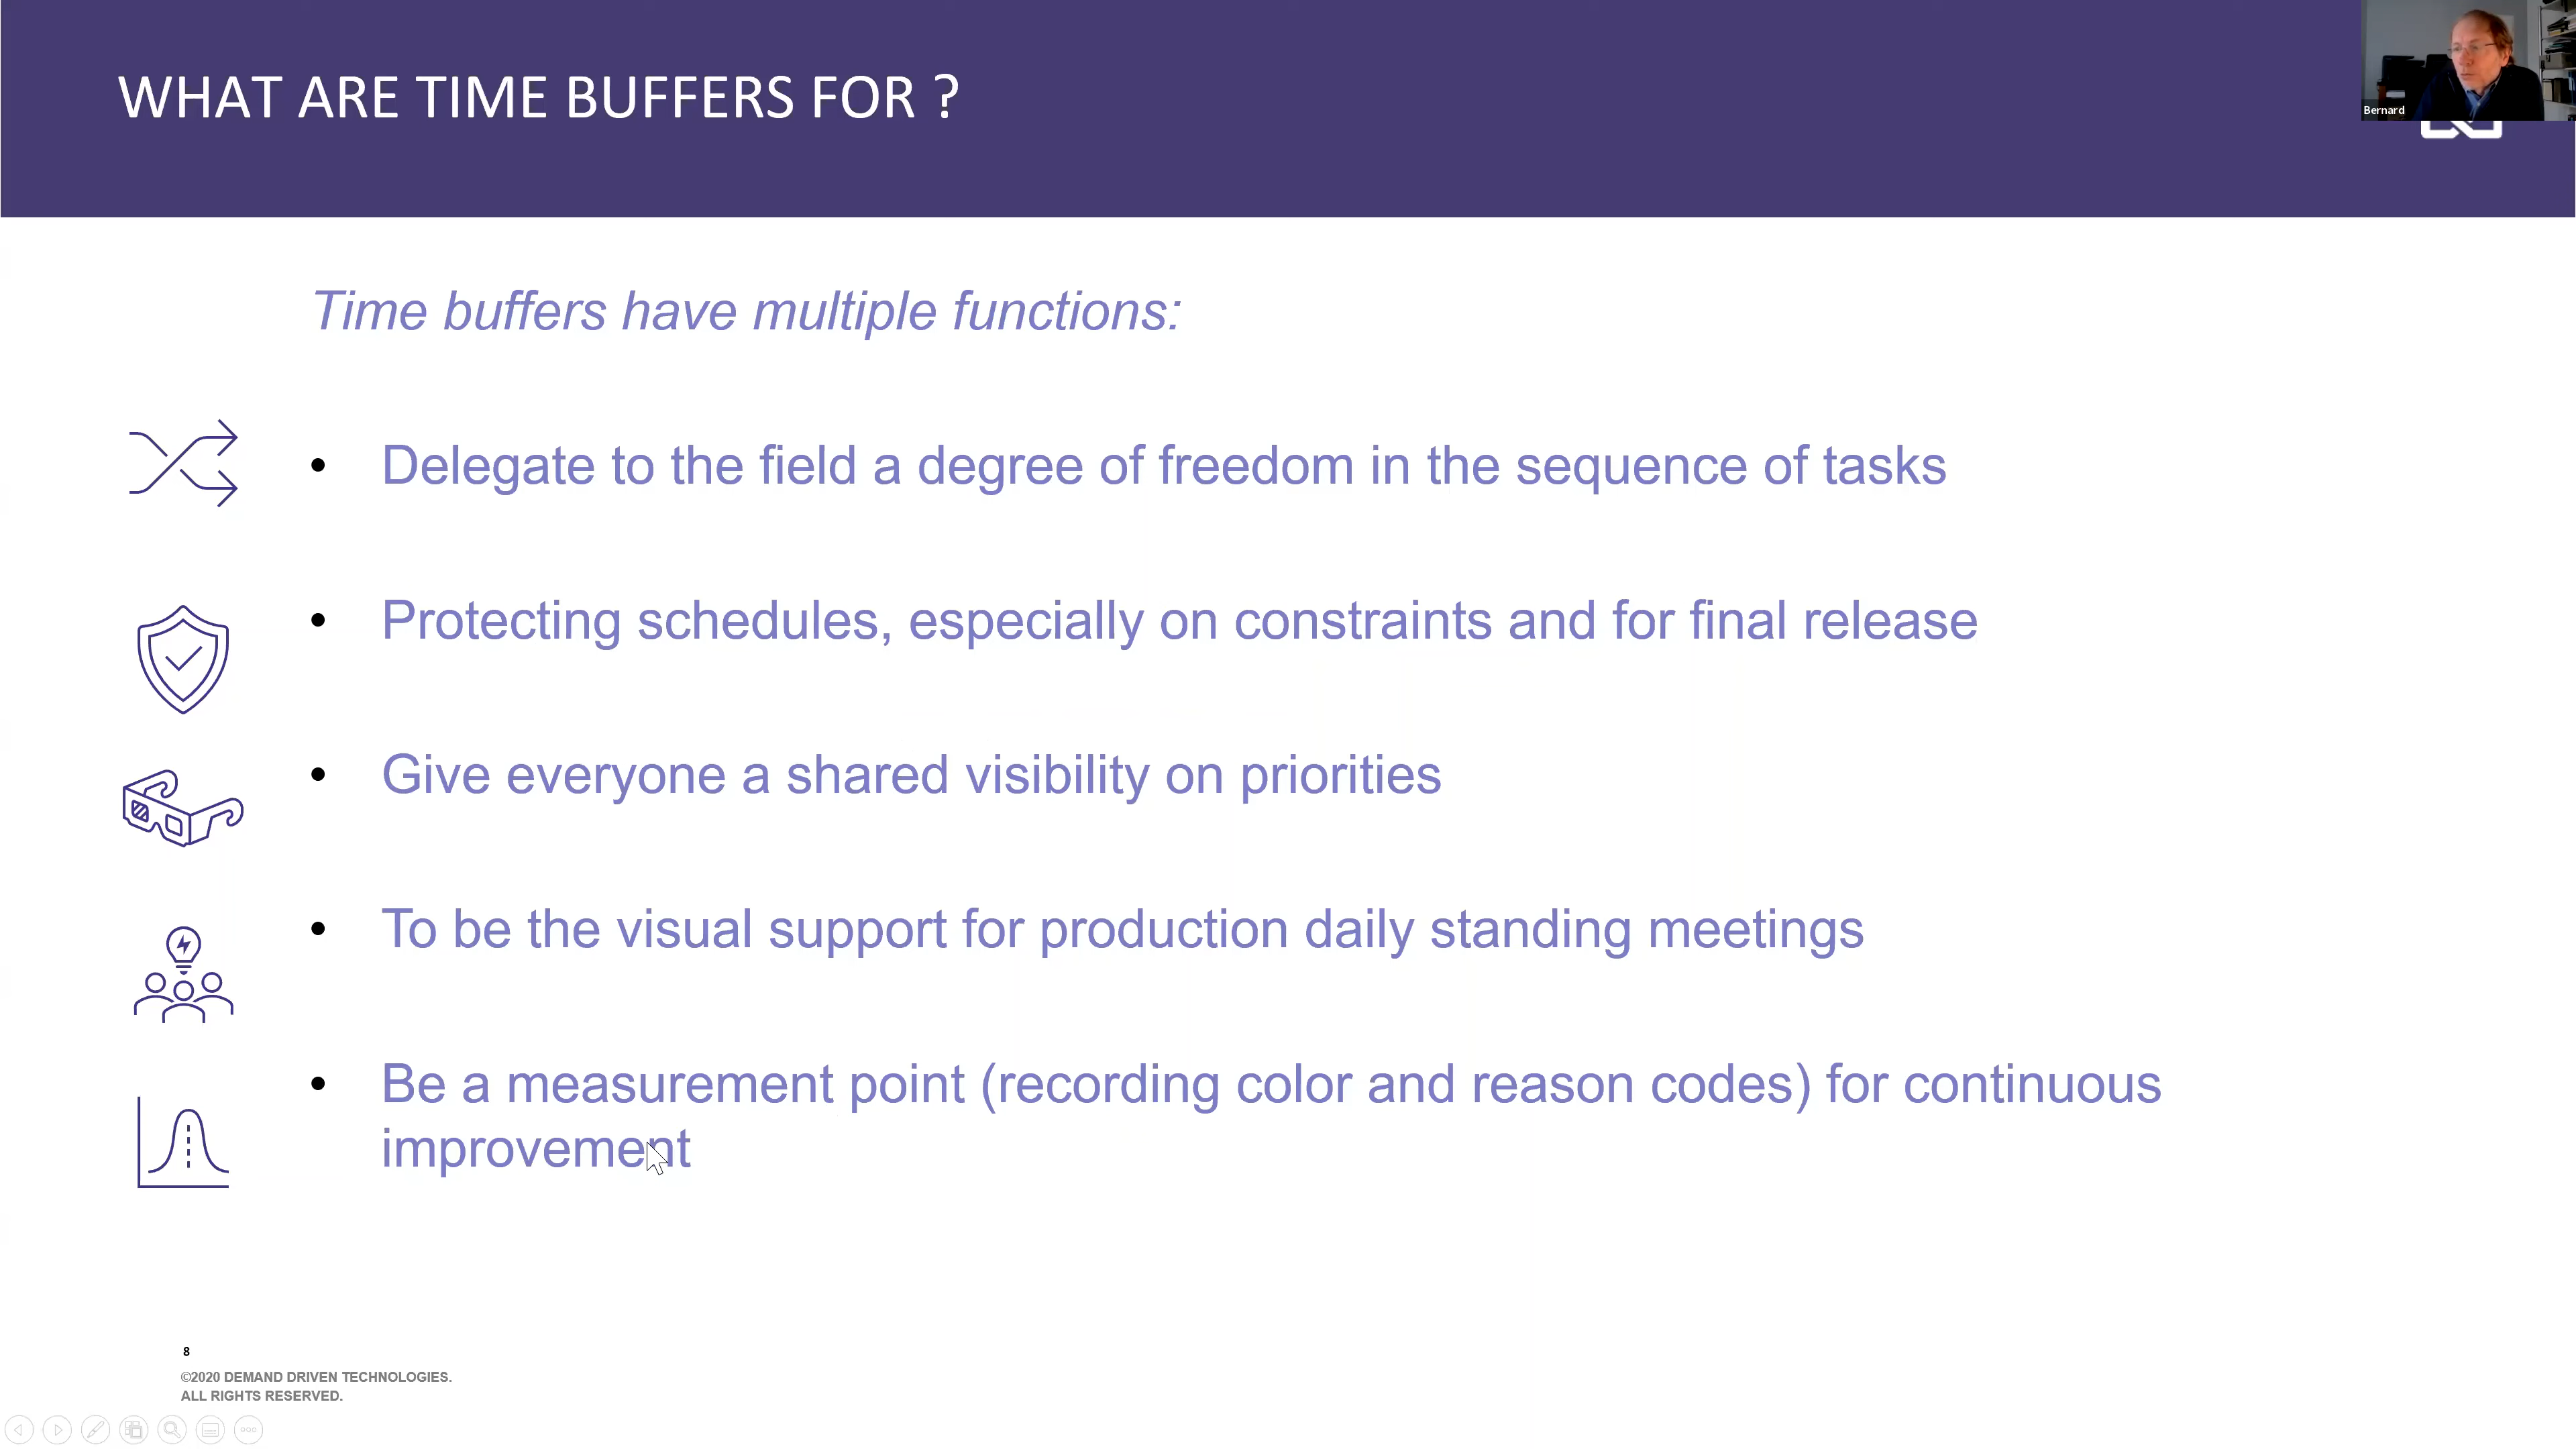 WHAT ARE TIME BUFFERS FOR ?
Bernard
Time buffers have multiple functions:
• Delegate to the field a degree of freedom in the sequence of tasks
• Protecting schedules, especially on constraints and for final release
• Give everyone a shared visibility on priorities
• To be the visual support for production daily standing meetings
• Be a measurement point (recording color and reason codes) for continuous
improvement
8
©2020 DEMAND DRIVEN TECHNOLOGIES.
ALL RIGHTS RESERVED.